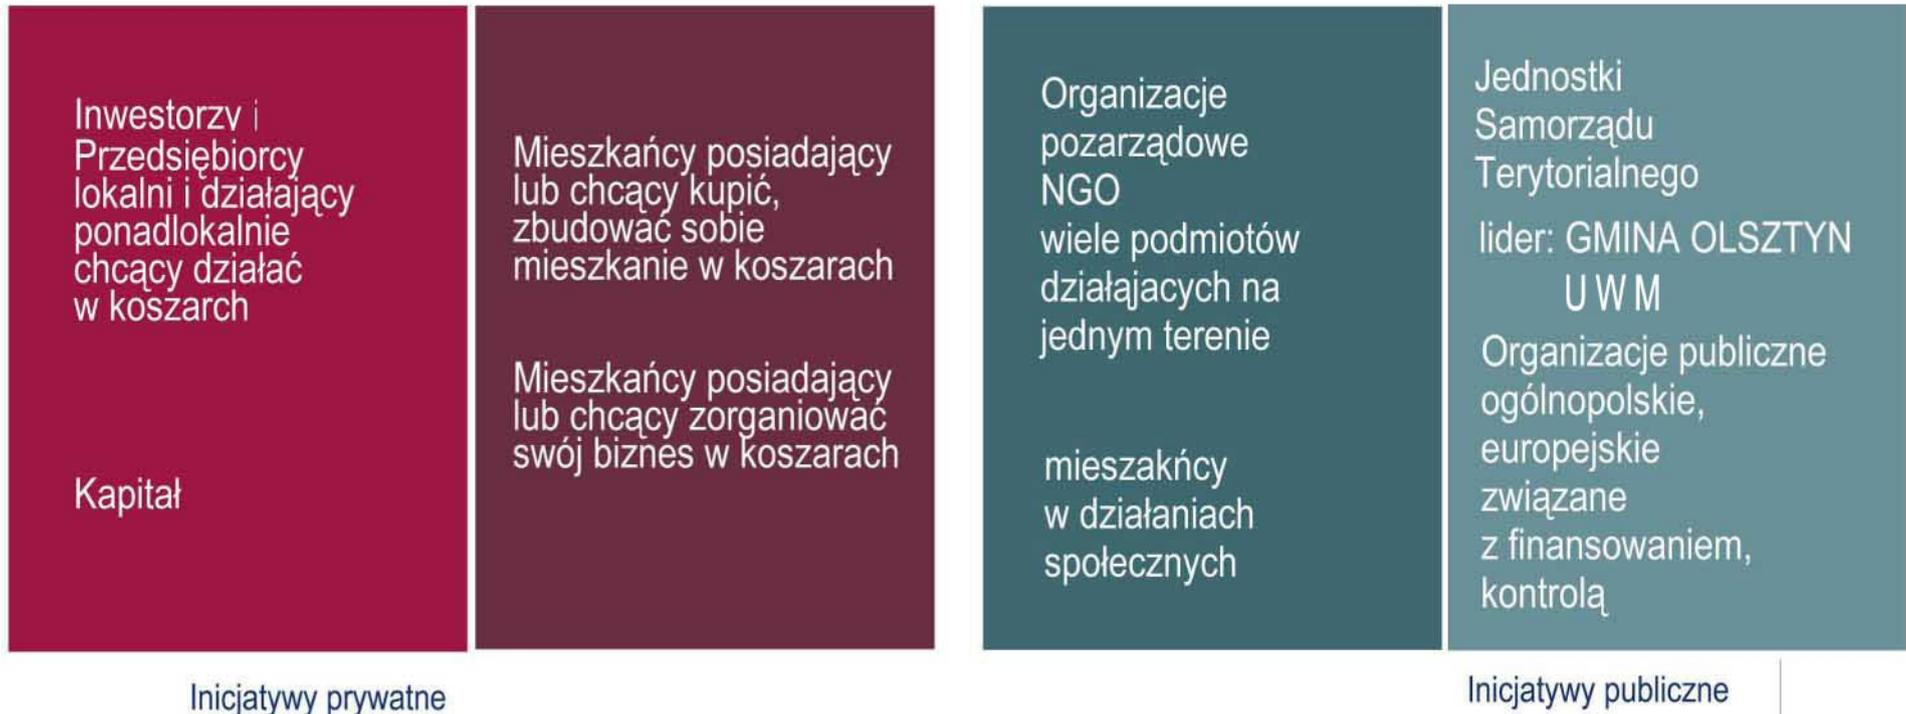 Inwestorzy i
Przedsiębiorcy
lokalni i działający
ponadlokalnie
chcący działać
w koszarch
Kapitał
Mieszkańcy posiadający
lub chcący kupić,
zbudować sobie
mieszkanie w koszarach
Mieszkańcy posiadający
lub chcący zorganiować
swój biznes w koszarach
Organizacje
pozarządowe
NGO
wiele podmiotów
działąjacych na
jednym terenie
mieszakńcy
w działaniach
społecznych
Jednostki
Samorządu
Terytorialnego
lider: GMINA OLSZTYN
U W M
Organizacje publiczne
ogólnopolskie,
europejskie
związane
z finansowaniem,
kontrolą
Inicjatywy prywatne
Inicjatywy publiczne